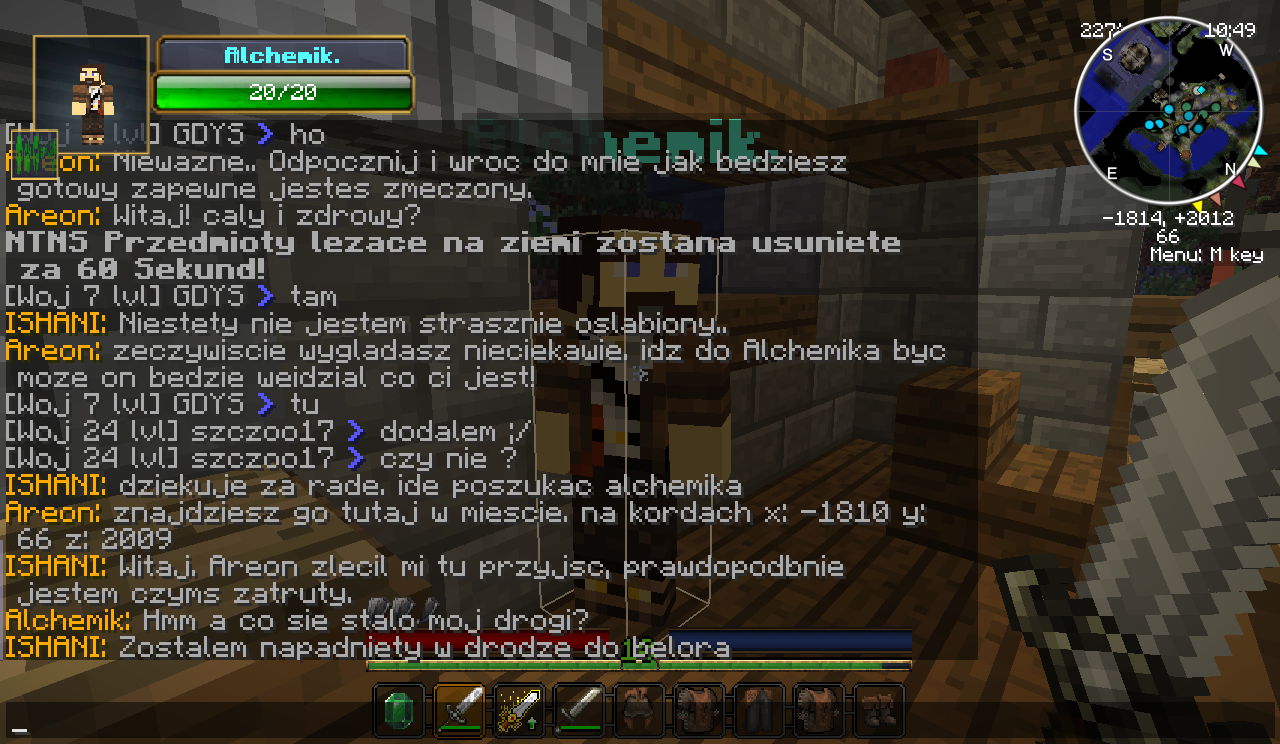 Alchemik.
20/20
227° 10:49
S W
E N
-1814, +2012
66
Menu: M key
Alchemik.
lvl] GDYS > ho
Areon: Niewazne.. Odpocznij i wroc do mnie jak bedziesz
gotowy zapewne jestes zmeczony.
Areon: Witaj! caly i zdrowy?
NTNS Przedmioty lezace na ziemi zostana usuniete
za 60 Sekund!
[Woj 7 lvl] GDYS > tam
ISHANI: Niestety nie jestem strasznie oslabiony..
Areon: zeczywiscie wygladasz nieciekawie, idz do Alchemika byc
moze on bedzie weidzial co ci jest!
[Woj 7 lvl] GDYS > tu
[Woj 24 lvl] szczoo17 > dodalem ;/
[Woj 24 lvl] szczoo17 > czy nie ?
ISHANI: dziekuje za rade, ide poszukac alchemika
Areon: znajdziesz go tutaj w miescie, na kordach x: -1810 y:
66 z: 2009
ISHANI: Witaj, Areon zlecil mi tu przyjsc, prawdopodbnie
jestem czyms zatruty.
Alchemik: Hmm a co sie stalo moj drogi?
ISHANI: Zostalem napadniety w drodze do belora
15